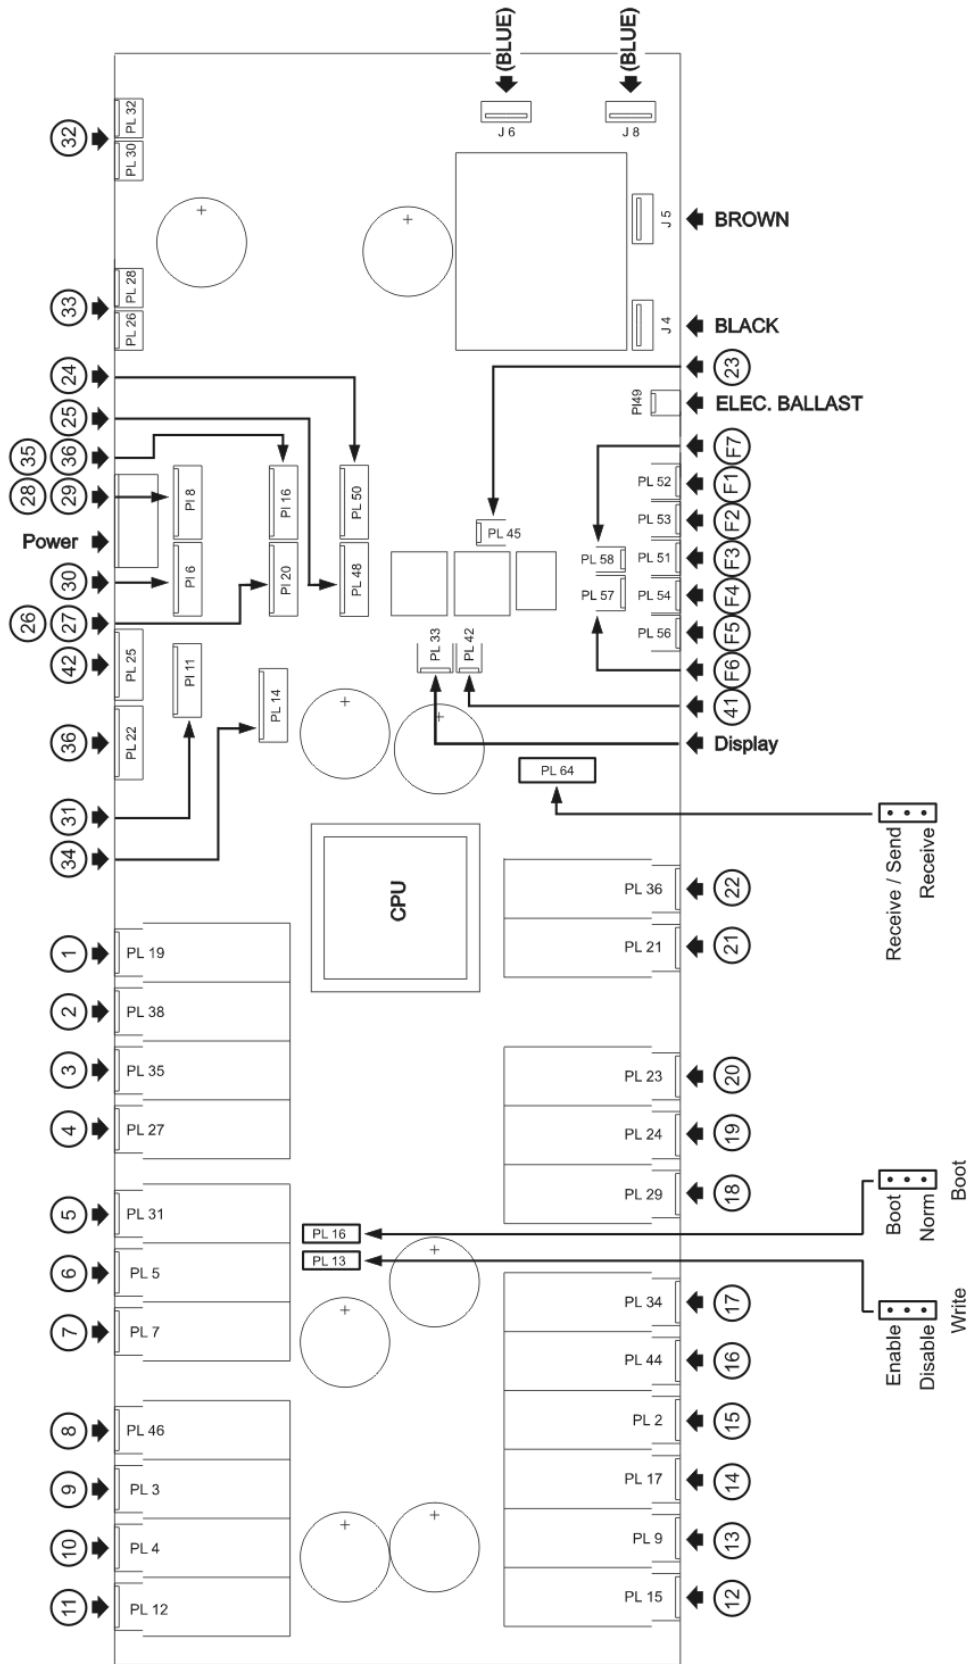 (BLUE)
(BLUE)
J 6
J 8
32
PL 32
PL 30
J 5
BROWN
33
PL 28
PL 26
J 4
BLACK
24
23
25
PI49
ELEC. BALLAST
35
36
F7
28
29
PI 8
PI 16
PL 50
PL 52
F1
Power
PL 45
PL 53
F2
PL 58
PL 51
F3
30
PI 6
PI 20
PL 48
PL 57
PL 54
F4
26
27
PL 56
F5
42
PL 25
PI 11
PL 33
PL 42
F6
PL 14
41
36
PL 22
Display
PL 64
31
Receive / Send
Receive
34
CPU
PL 36
22
1
PL 19
PL 21
21
2
PL 38
3
PL 35
PL 23
20
4
PL 27
PL 24
19
PL 29
18
5
PL 31
PL 16
Boot
Norm
Boot
6
PL 5
PL 13
7
PL 7
PL 34
17
Enable
Disable
Write
PL 44
16
8
PL 46
PL 2
15
9
PL 3
PL 17
14
10
PL 4
PL 9
13
11
PL 12
PL 15
12